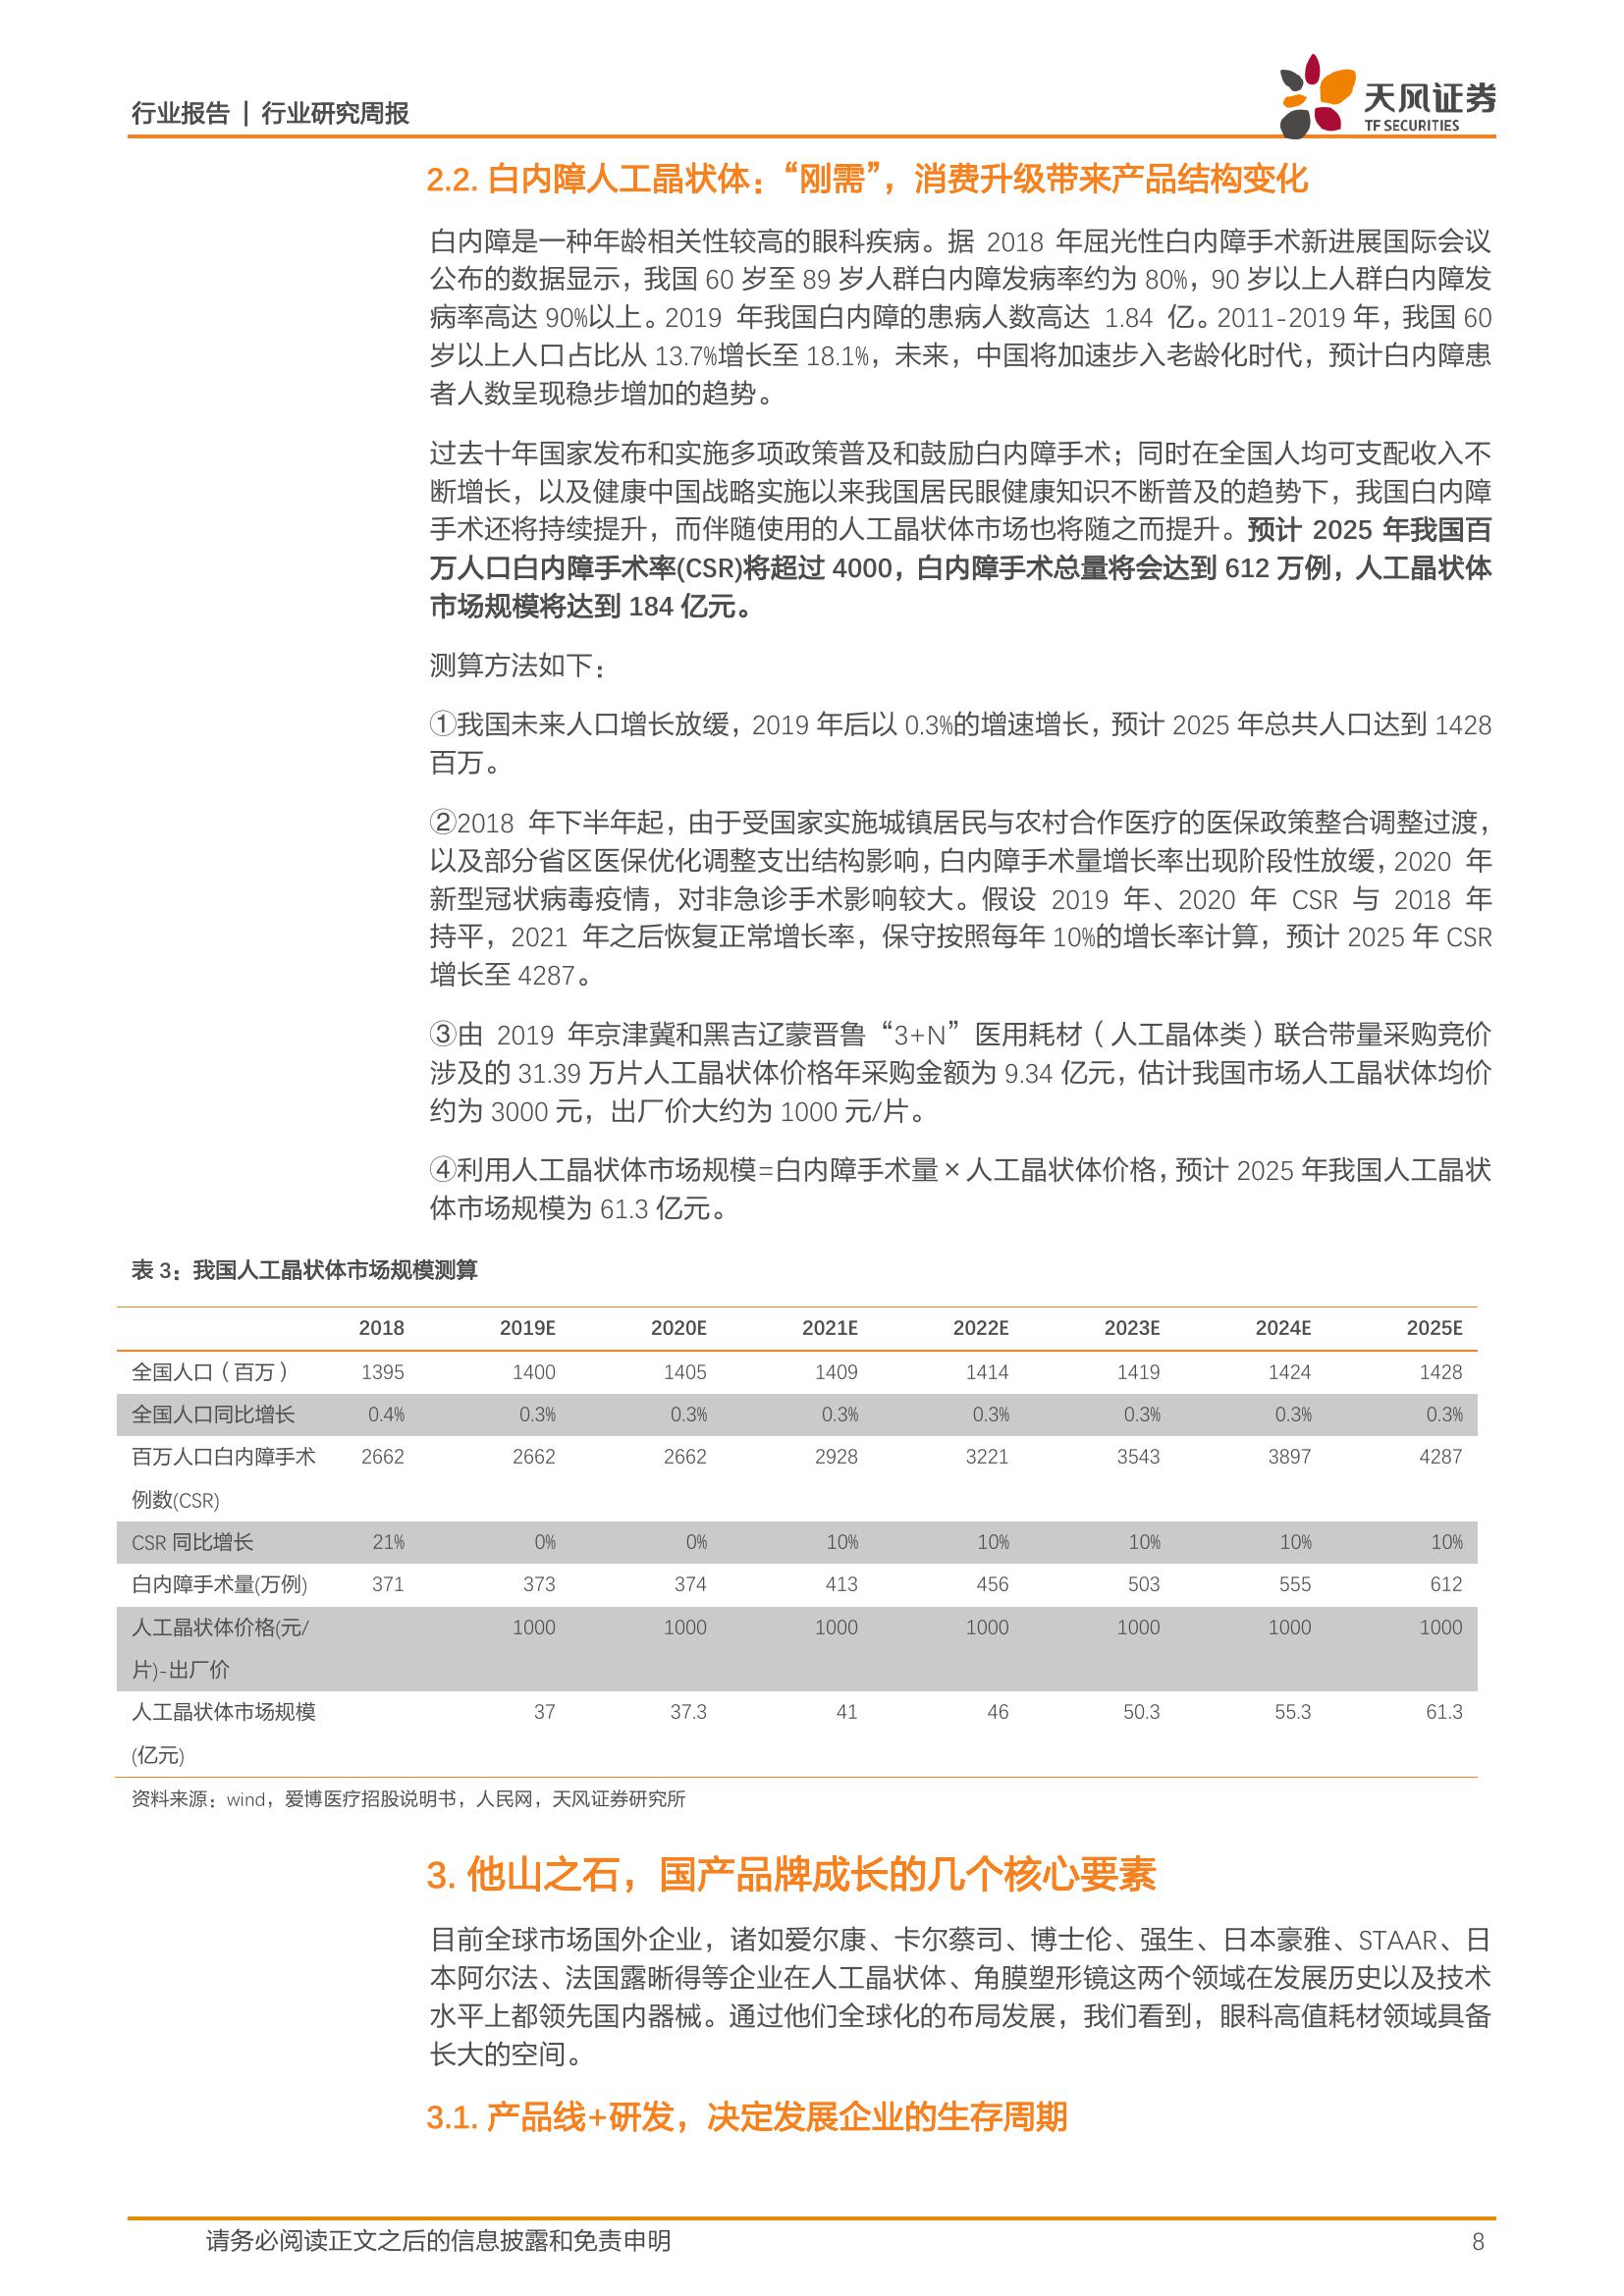 行业报告 | 行业研究周报
天风证券
TF SECURITIES
2.2. 白内障人工晶状体：“刚需”，消费升级带来产品结构变化
白内障是一种年龄相关性较高的眼科疾病。据 2018 年屈光性白内障手术新进展国际会议
公布的数据显示，我国 60 岁至 89 岁人群白内障发病率约为 80%，90 岁以上人群白内障发
病率高达 90%以上。2019 年我国白内障的患病人数高达 1.84 亿。2011-2019 年，我国 60
岁以上人口占比从 13.7%增长至 18.1%，未来，中国将加速步入老龄化时代，预计白内障患
者人数呈现稳步增加的趋势。
过去十年国家发布和实施多项政策普及和鼓励白内障手术；同时在全国人均可支配收入不
断增长，以及健康中国战略实施以来我国居民眼健康知识不断普及的趋势下，我国白内障
手术还将持续提升，而伴随使用的人工晶状体市场也将随之而提升。预计 2025 年我国百
万人口白内障手术率(CSR)将超过 4000，白内障手术总量将会达到 612 万例，人工晶状体
市场规模将达到 184 亿元。
测算方法如下：
①我国未来人口增长放缓，2019 年后以 0.3%的增速增长，预计 2025 年总共人口达到 1428
百万。
②2018 年下半年起，由于受国家实施城镇居民与农村合作医疗的医保政策整合调整过渡，
以及部分省区医保优化调整支出结构影响，白内障手术量增长率出现阶段性放缓，2020 年
新型冠状病毒疫情，对非急诊手术影响较大。假设 2019 年、2020 年 CSR 与 2018 年
持平，2021 年之后恢复正常增长率，保守按照每年 10%的增长率计算，预计 2025 年 CSR
增长至 4287。
③由 2019 年京津冀和黑吉辽蒙晋鲁“3+N”医用耗材（人工晶体类）联合带量采购竞价
涉及的 31.39 万片人工晶状体价格年采购金额为 9.34 亿元，估计我国市场人工晶状体均价
约为 3000 元，出厂价大约为 1000 元/片。
④利用人工晶状体市场规模=白内障手术量×人工晶状体价格，预计 2025 年我国人工晶状
体市场规模为 61.3 亿元。
表 3：我国人工晶状体市场规模测算
2018 2019E 2020E 2021E 2022E 2023E 2024E 2025E
全国人口（百万） 1395 1400 1405 1409 1414 1419 1424 1428
全国人口同比增长 0.4% 0.3% 0.3% 0.3% 0.3% 0.3% 0.3% 0.3%
百万人口白内障手术 2662 2662 2662 2928 3221 3543 3897 4287
例数(CSR)
CSR 同比增长 21% 0% 0% 10% 10% 10% 10% 10%
白内障手术量(万例) 371 373 374 413 456 503 555 612
人工晶状体价格(元/ 1000 1000 1000 1000 1000 1000 1000
片)-出厂价
人工晶状体市场规模 37 37.3 41 46 50.3 55.3 61.3
(亿元)
资料来源：wind，爱博医疗招股说明书，人民网，天风证券研究所
3. 他山之石，国产品牌成长的几个核心要素
目前全球市场国外企业，诸如爱尔康、卡尔蔡司、博士伦、强生、日本豪雅、STAAR、日
本阿尔法、法国露晰得等企业在人工晶状体、角膜塑形镜这两个领域在发展历史以及技术
水平上都领先国内器械。通过他们全球化的布局发展，我们看到，眼科高值耗材领域具备
长大的空间。
3.1. 产品线+研发，决定发展企业的生存周期
请务必阅读正文之后的信息披露和免责申明 8